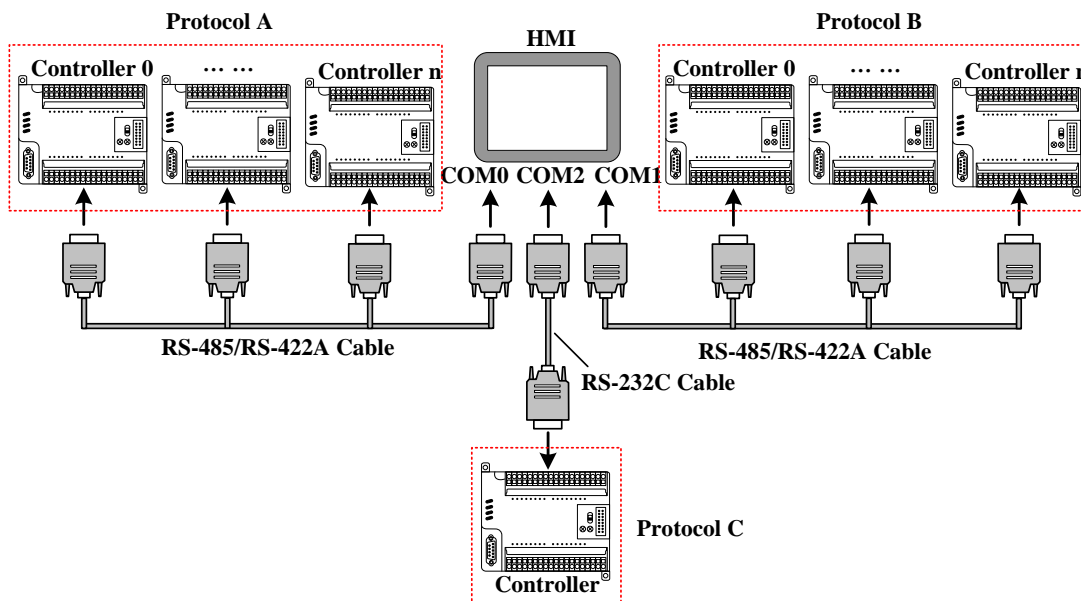 Protocol A
HMI
Protocol B
Controller 0
... ...
Controller n
Controller 0
... ...
Controller n
COM0 COM2 COM1
RS-485/RS-422A Cable
RS-485/RS-422A Cable
RS-232C Cable
Protocol C
Controller